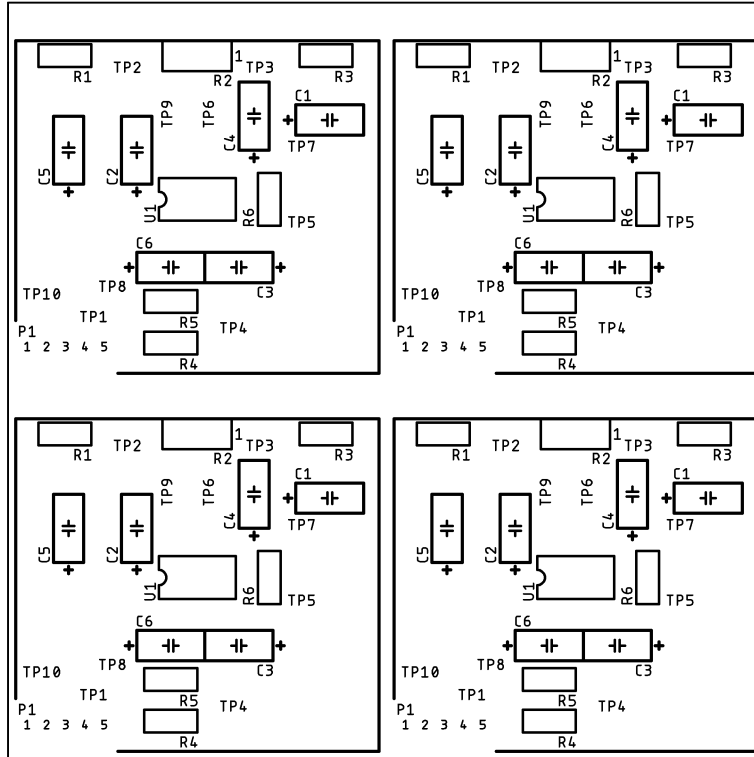 R1 TP2 R2 1 TP3 R3 R1 TP2 R2 1 TP3 R3
C5 C2 TP9 TP6 C4 C1 TP7 C5 C2 TP9 TP6 C4 C1 TP7
U1 R6 TP5 U1 R6 TP5
C6 C6
TP10 TP8 C3 TP10 TP8 C3
P1 TP1 R5 TP4 P1 TP1 R5 TP4
1 2 3 4 5 R4 1 2 3 4 5 R4
R1 TP2 R2 1 TP3 R3 R1 TP2 R2 1 TP3 R3
C5 C2 TP9 TP6 C4 C1 TP7 C5 C2 TP9 TP6 C4 C1 TP7
U1 R6 TP5 U1 R6 TP5
C6 C6
TP10 TP8 C3 TP10 TP8 C3
P1 TP1 R5 TP4 P1 TP1 R5 TP4
1 2 3 4 5 R4 1 2 3 4 5 R4